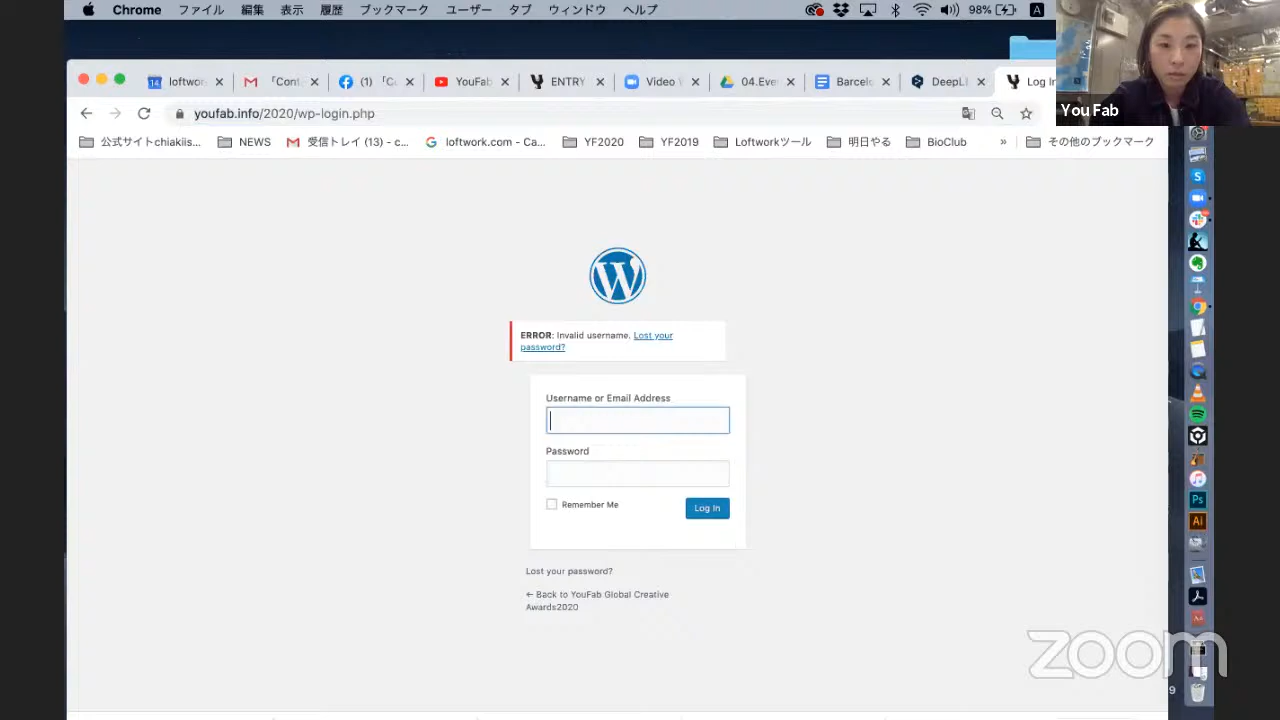 Chrome ファイル 編集 表示 履歴 ブックマーク ユーザー タブ ウィンドウ ヘルプ 98% A
14 loftwor "Cont (1) "G YouFab ENTRY Video 04.Eve Barcelo DeepL Log In
You Fab
youfab.info/2020/wp-login.php
公式サイトchiakiis... NEWS 受信トレイ (13) - c... loftwork.com - Ca... YF2020 YF2019 Loftworkツール 明日やる BioClub » その他のブックマーク
ERROR: Invalid username. Lost your
password?
Username or Email Address
Password
Remember Me Log In
Lost your password?
← Back to YouFab Global Creative
Awards2020
Ps
Ai
zoom